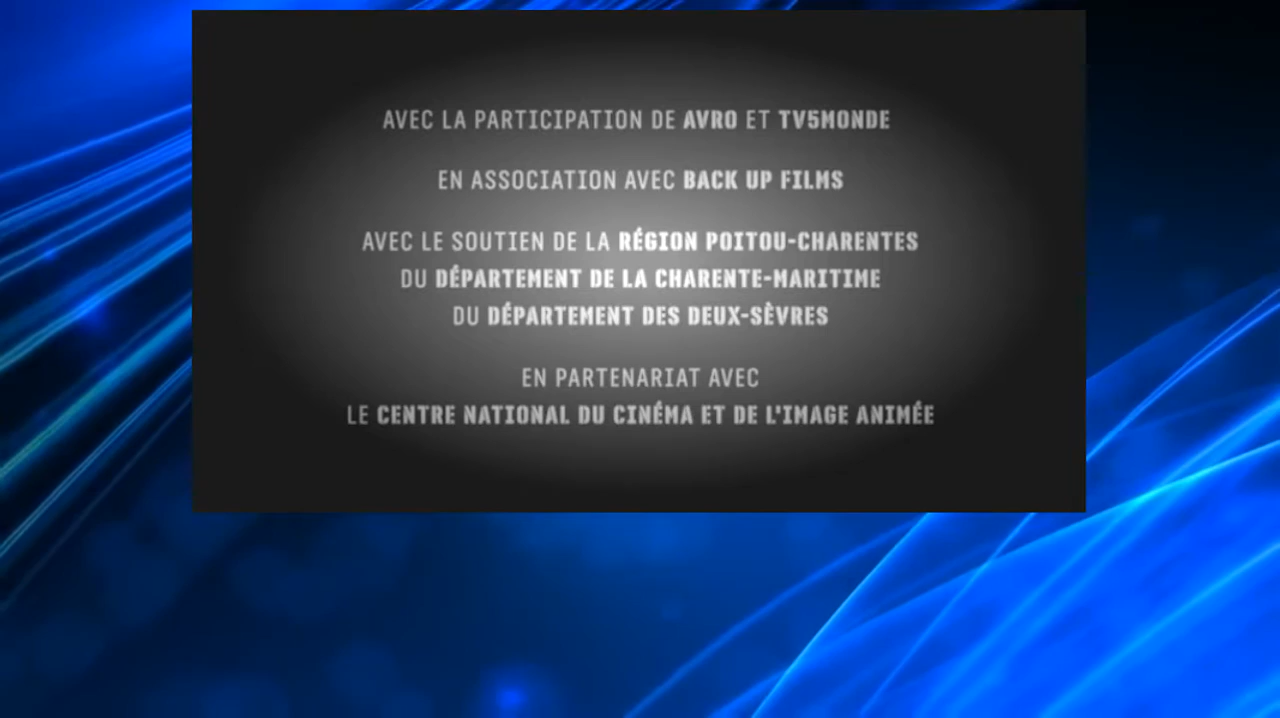 AVEC LA PARTICIPATION DE AVRO ET TV5MONDE
EN ASSOCIATION AVEC BACK UP FILMS
AVEC LE SOUTIEN DE LA RÉGION POITOU-CHARENTES
DU DÉPARTEMENT DE LA CHARENTE-MARITIME
DU DÉPARTEMENT DES DEUX-SÈVRES
EN PARTENARIAT AVEC
LE CENTRE NATIONAL DU CINÉMA ET DE L'IMAGE ANIMÉE